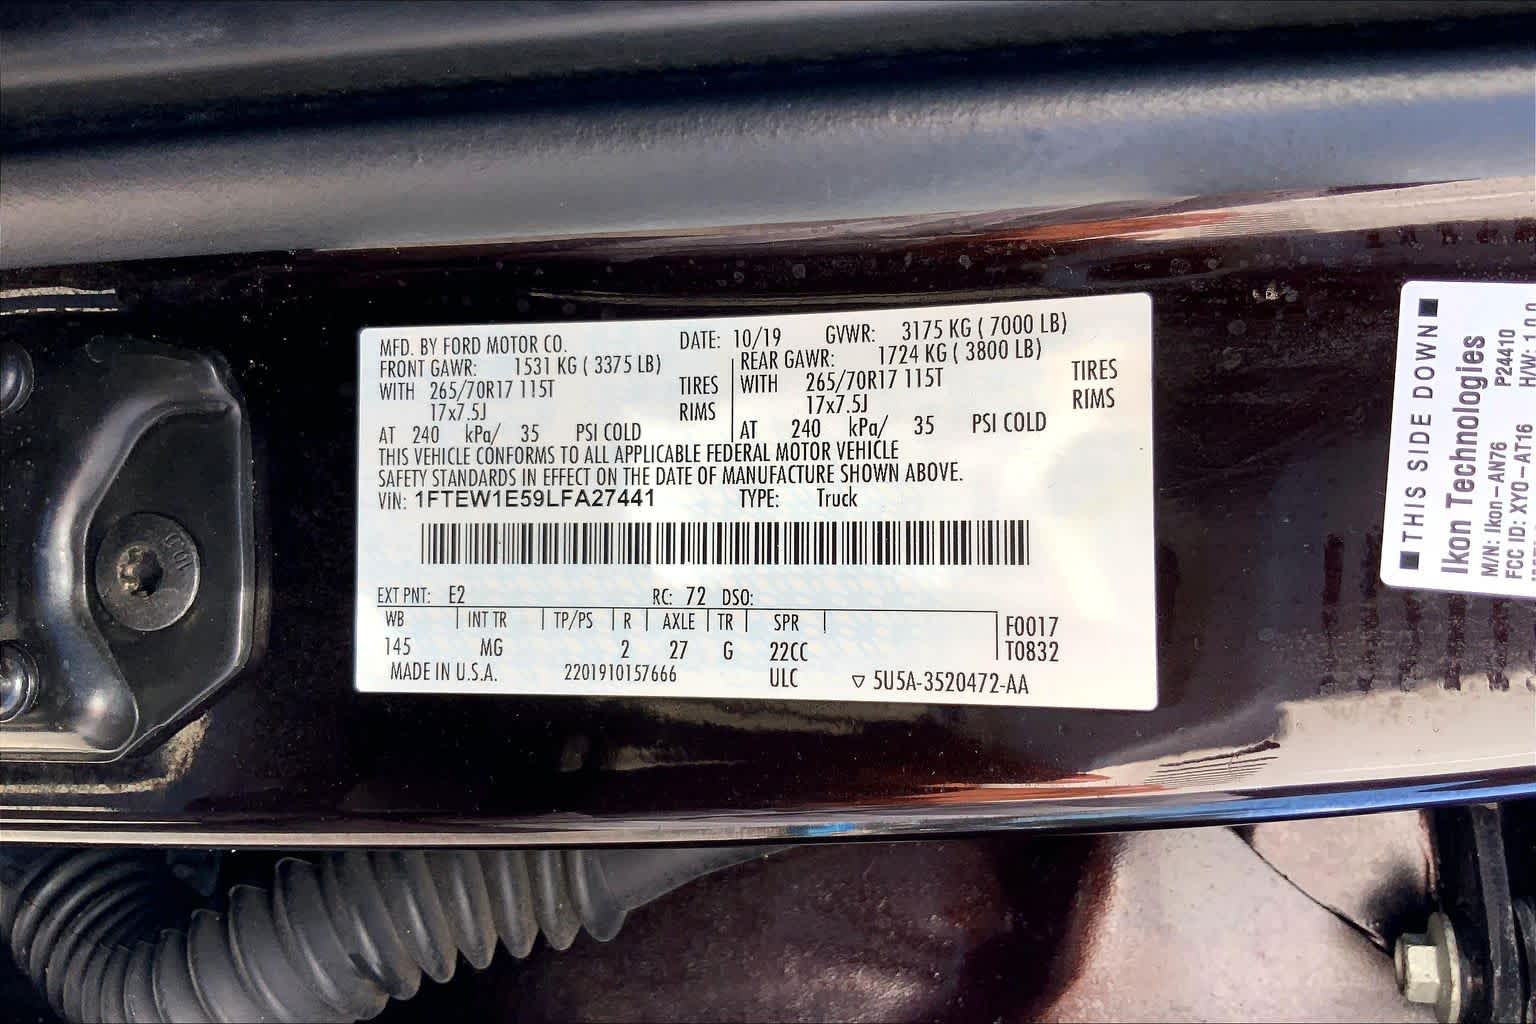 MFD. BY FORD MOTOR CO. DATE: 10/19 GVWR: 3175 KG ( 7000 LB)
FRONT GAWR: 1531 KG ( 3375 LB) REAR GAWR: 1724 KG ( 3800 LB)
WITH 265/70R17 115T TIRES WITH 265/70R17 115T TIRES
17x7.5J RIMS 17x7.5J RIMS
AT 240 kPa/ 35 PSI COLD AT 240 kPa/ 35 PSI COLD
THIS VEHICLE CONFORMS TO ALL APPLICABLE FEDERAL MOTOR VEHICLE
SAFETY STANDARDS IN EFFECT ON THE DATE OF MANUFACTURE SHOWN ABOVE.
VIN: 1FTEW1E59LFA27441 TYPE: Truck
EXT PNT: E2 RC: 72 DSO:
WB INT TR TP/PS R AXLE TR SPR F0017
145 MG 2 27 G 22CC T0832
MADE IN U.S.A. 2201910157666 ULC ▽ 5U5A-3520472-AA
■ THIS SIDE DOWN ■
Ikon Technologies
M/N: Ikon-AN76 P24410
FCC ID: XYO-AT16 H/W: 1.0.0
10.9